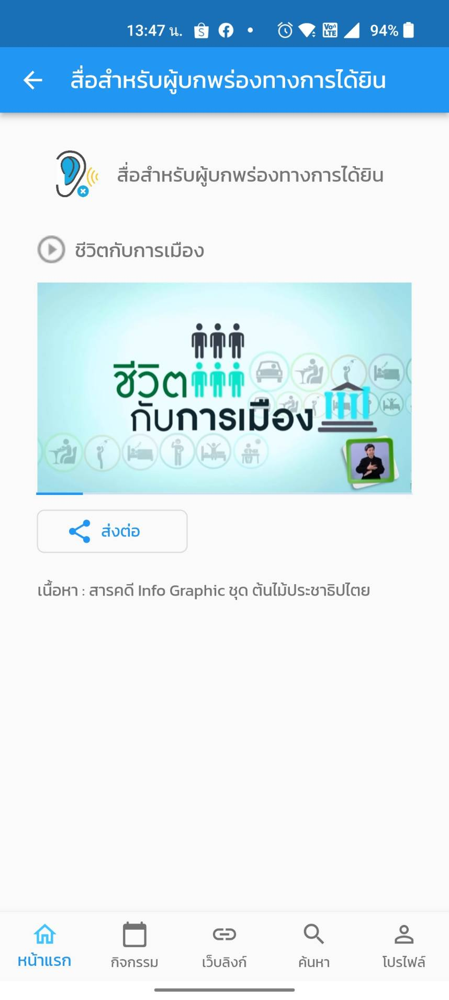 13:47 น. 94%
Vo LTE
สื่อสำหรับผู้บกพร่องทางการได้ยิน
สื่อสำหรับผู้บกพร่องทางการได้ยิน
ชีวิตกับการเมือง
ชีวิต
กับการเมือง
ส่งต่อ
เนื้อหา : สารคดี Info Graphic ชุด ต้นไม้ประชาธิปไตย
หน้าแรก กิจกรรม เว็บลิงก์ ค้นหา โปรไฟล์